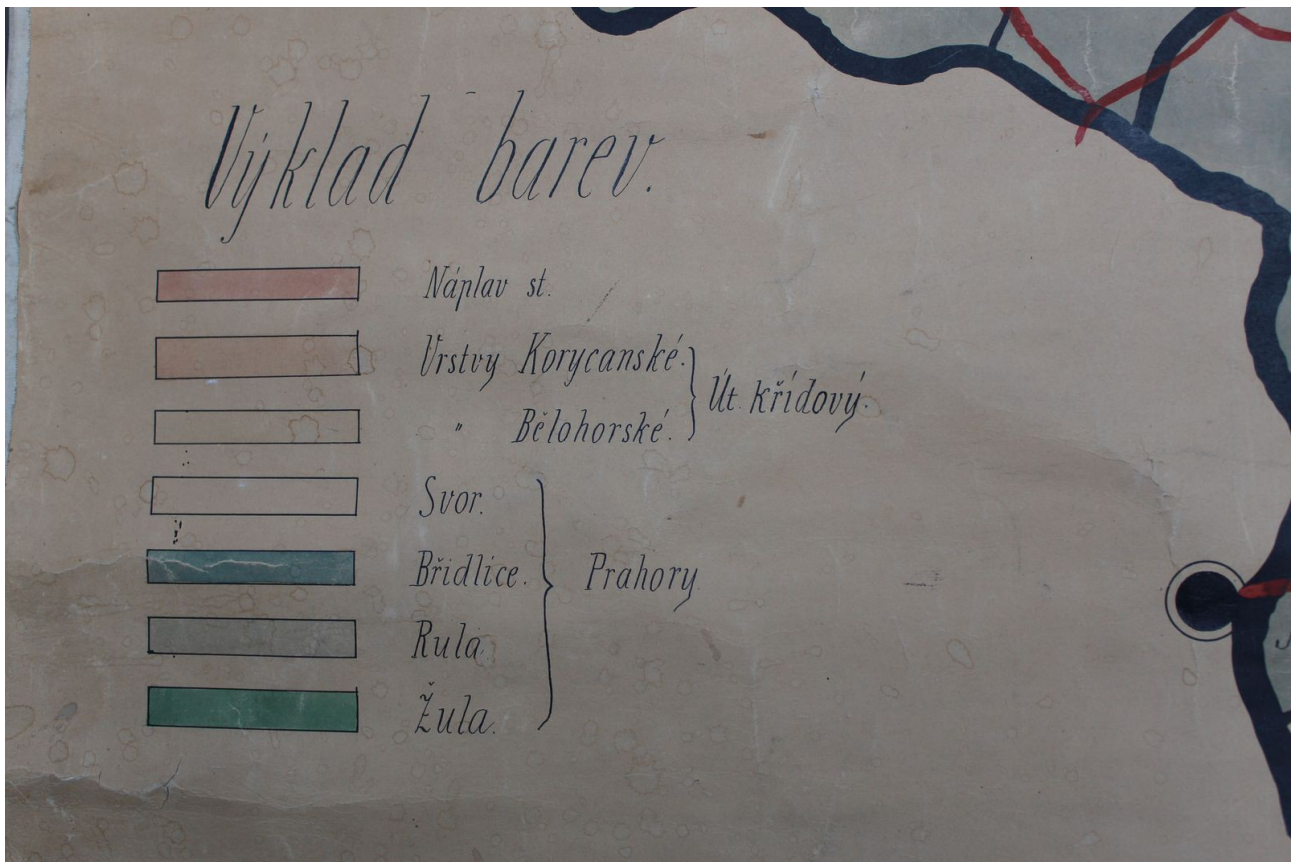 Výklad barev.
Náplav st.
Vrstvy Korycanské.
" Bělohorské.
Út. křídový.
Svor.
Břidlice.
Rula
Žula.
Prahory